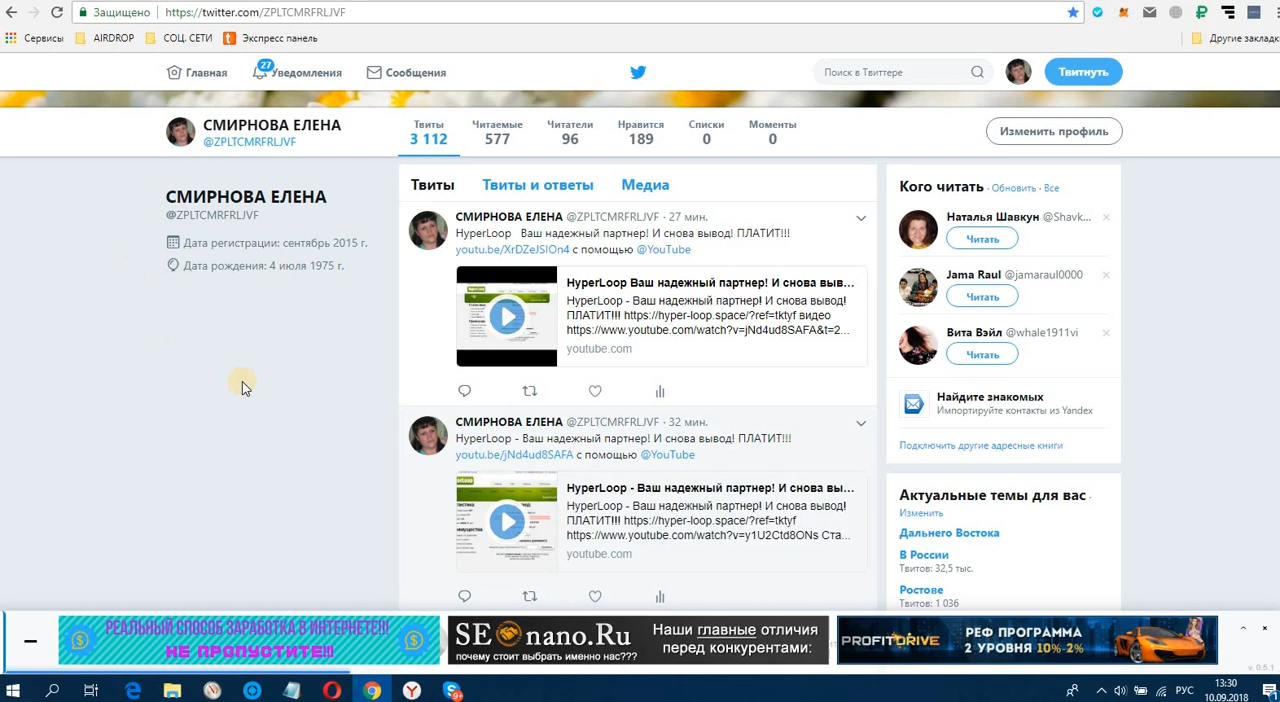 Защищено https://twitter.com/ZPLTCMRFRLJVF
Сервисы AIRDROP СОЦ. СЕТИ Экспресс панель Другие закладк
Главная 27 Уведомления Сообщения Поиск в Твиттере Твитнуть
СМИРНОВА ЕЛЕНА
@ZPLTCMRFRLJVF
Твиты Читаемые Читатели Нравится Списки Моменты
3 112 577 96 189 0 0
Изменить профиль
СМИРНОВА ЕЛЕНА
@ZPLTCMRFRLJVF
Дата регистрации: сентябрь 2015 г.
Дата рождения: 4 июля 1975 г.
Твиты Твиты и ответы Медиа
СМИРНОВА ЕЛЕНА @ZPLTCMRFRLJVF · 27 мин.
HyperLoop Ваш надежный партнер! И снова вывод! ПЛАТИТ!!!
youtu.be/XrDZeJSIOn4 с помощью @YouTube
HyperLoop Ваш надежный партнер! И снова выв...
HyperLoop - Ваш надежный партнер! И снова вывод!
ПЛАТИТ!!! https://hyper-loop.space/?ref=tktyf видео
https://www.youtube.com/watch?v=jNd4ud8SAFA&t=2...
youtube.com
СМИРНОВА ЕЛЕНА @ZPLTCMRFRLJVF · 32 мин.
HyperLoop - Ваш надежный партнер! И снова вывод! ПЛАТИТ!!!
youtu.be/jNd4ud8SAFA с помощью @YouTube
HyperLoop - Ваш надежный партнер! И снова вы...
HyperLoop - Ваш надежный партнер! И снова вывод!
ПЛАТИТ!!! https://hyper-loop.space/?ref=tktyf
https://www.youtube.com/watch?v=y1U2Ctd8ONs Ста...
youtube.com
Кого читать · Обновить · Все
Наталья Шавкун @Shavk...
Читать
Jama Raul @jamaraul0000
Читать
Вита Вэйл @whale1911vi
Читать
Найдите знакомых
Импортируйте контакты из Yandex
Подключить другие адресные книги
Актуальные темы для вас ·
Изменить
Дальнего Востока
В России
Твитов: 32,5 тыс.
Ростове
Твитов: 1 036
РЕАЛЬНЫЙ СПОСОБ ЗАРАБОТКА В ИНТЕРНЕТЕ!!!
НЕ ПРОПУСТИТЕ!!!
SEOnano.Ru
почему стоит выбрать именно нас???
Наши главные отличия
перед конкурентами:
PROFITDRIVE
РЕФ ПРОГРАММА
2 УРОВНЯ 10%-2%
v. 0.5.1
РУС
13:30
10.09.2018